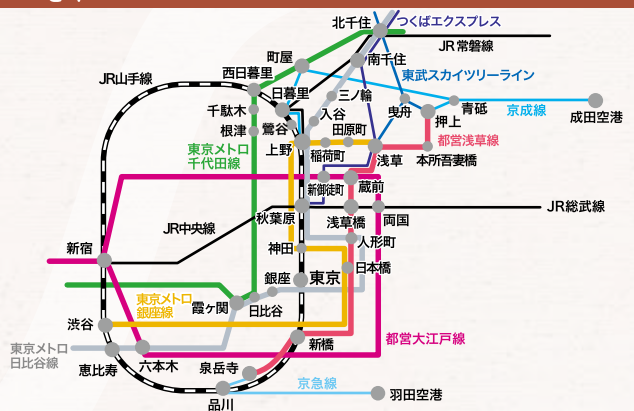 北千住
つくばエクスプレス
JR常磐線
町屋
南千住
西日暮里
JR山手線
東武スカイツリーライン
日暮里
三ノ輪
曳舟
青砥
京成線
成田空港
千駄木
入谷
押上
根津
鶯谷
田原町
都営浅草線
東京メトロ
千代田線
上野
稲荷町
浅草
本所吾妻橋
新御徒町
蔵前
秋葉原
浅草橋
両国
JR総武線
JR中央線
新宿
神田
人形町
日本橋
銀座
東京
東京メトロ
銀座線
霞ヶ関
日比谷
渋谷
新橋
都営大江戸線
東京メトロ
日比谷線
恵比寿
六本木
泉岳寺
京急線
羽田空港
品川